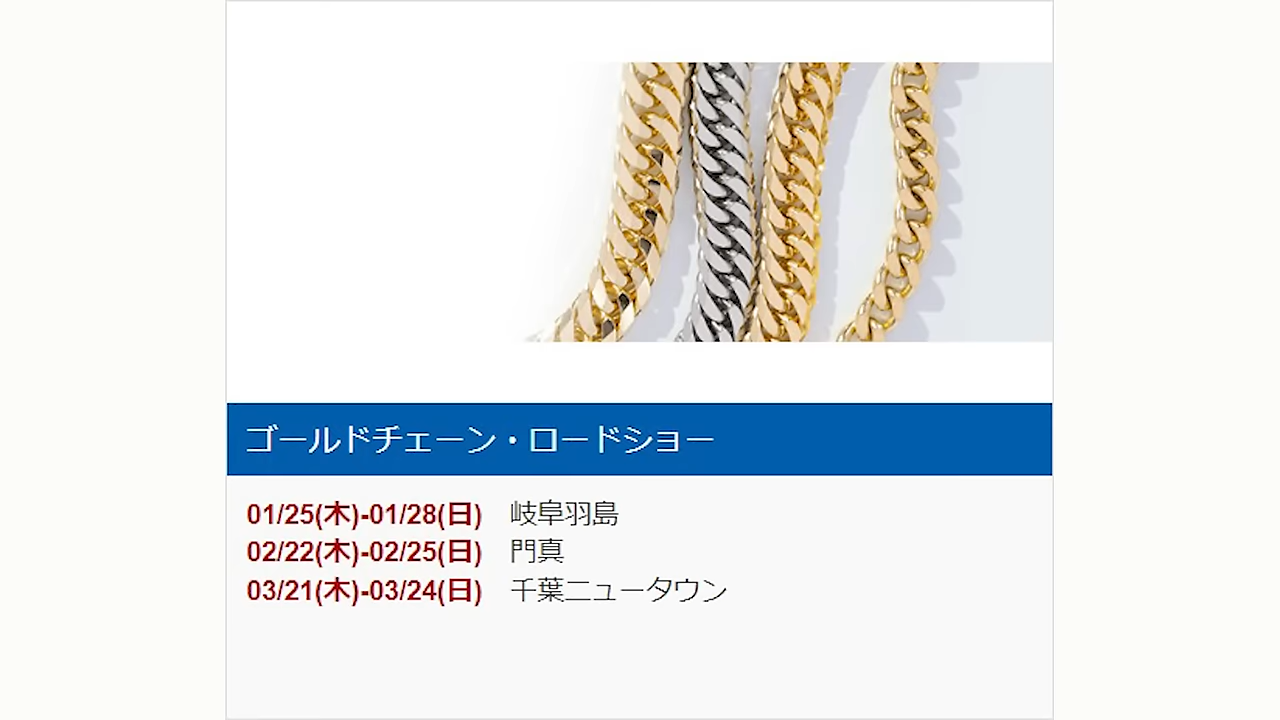 ゴールドチェーン・ロードショー
01/25(木)-01/28(日) 岐阜羽島
02/22(木)-02/25(日) 門真
03/21(木)-03/24(日) 千葉ニュータウン